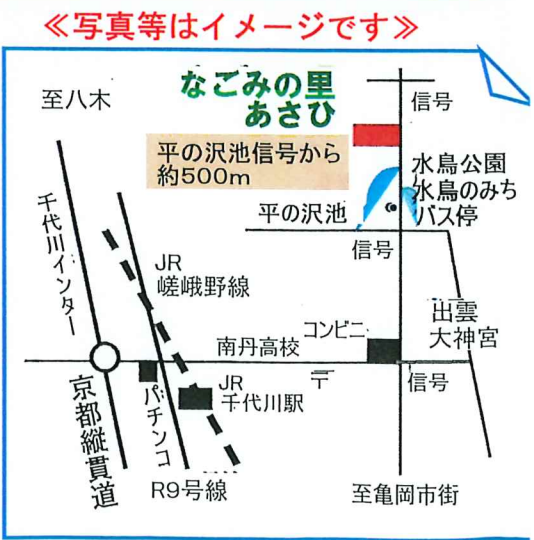 ≪写真等はイメージです≫
至八木
なごみの里
あさひ
信号
平の沢池信号から
約500m
水鳥公園
水鳥のみち
バス停
平の沢池
信号
千代川インター
JR
嵯峨野線
出雲
大神宮
コンビニ
南丹高校
〒
信号
JR
千代川駅
パチンコ
京都縦貫道
R9号線
至亀岡市街